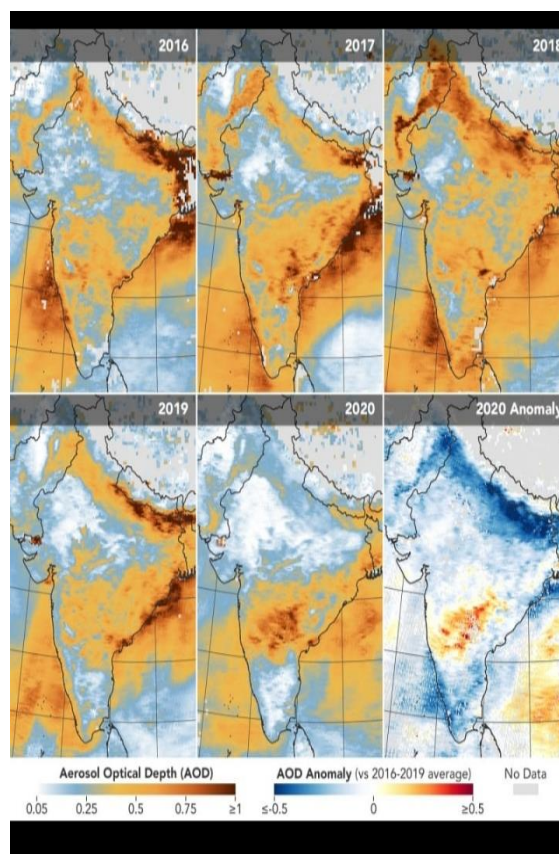 2016
2017
2018
2019
2020
2020 Anomaly
Aerosol Optical Depth (AOD)
0.05 0.25 0.5 0.75 ≥1
AOD Anomaly (vs 2016-2019 average)
≤-0.5 0 ≥0.5
No Data